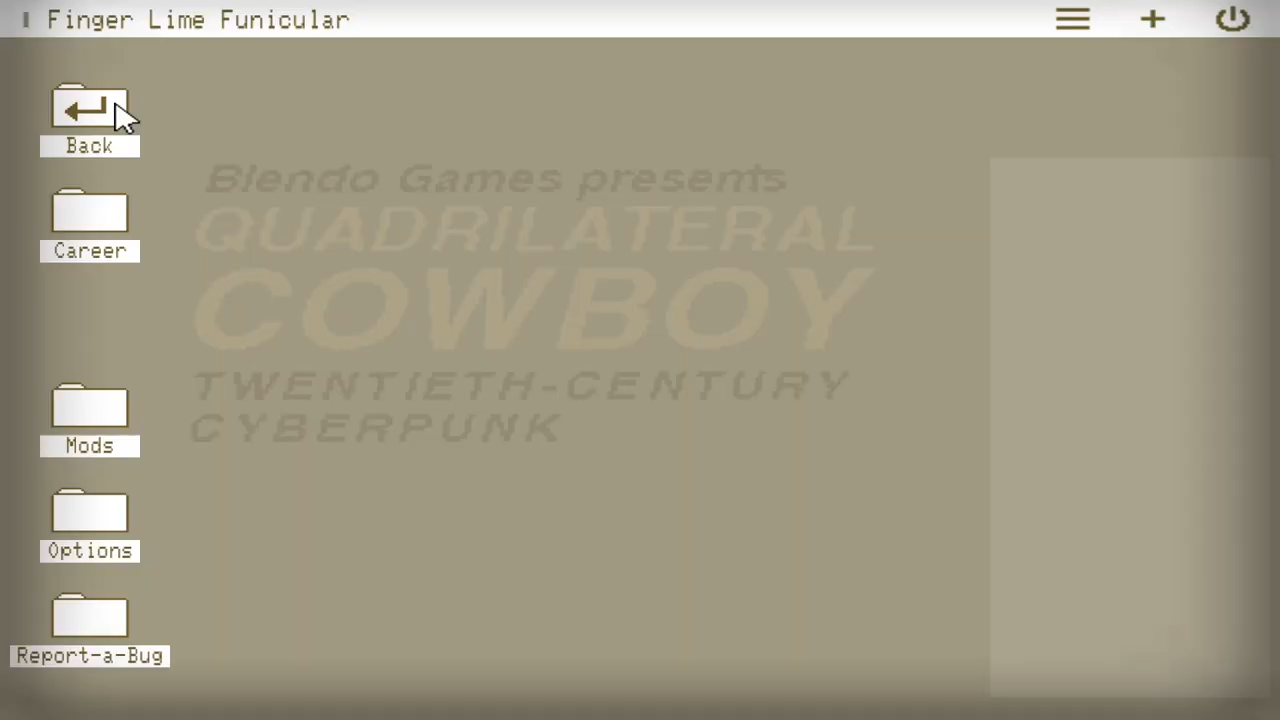 Finger Lime Funicular
Back
Career
Mods
Options
Report-a-Bug
Blendo Games presents
QUADRILATERAL
COWBOY
TWENTIETH-CENTURY
CYBERPUNK